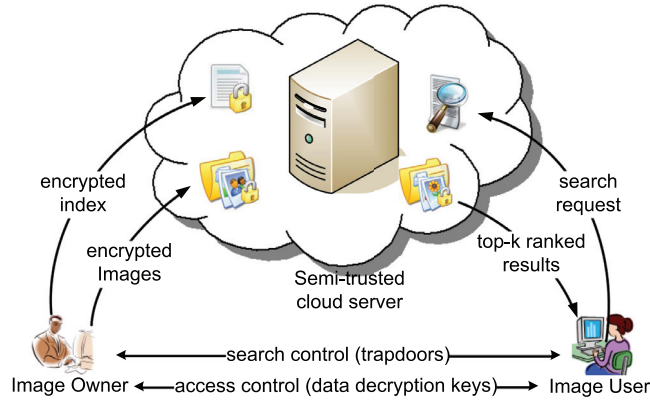 encrypted
index
encrypted
Images
search
request
top-k ranked
results
Semi-trusted
cloud server
search control (trapdoors)
Image Owner
access control (data decryption keys)
Image User